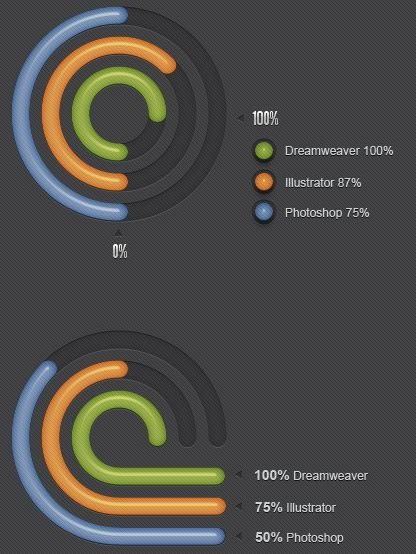 100%
Dreamweaver 100%
Illustrator 87%
Photoshop 75%
0%
100% Dreamweaver
75% Illustrator
50% Photoshop